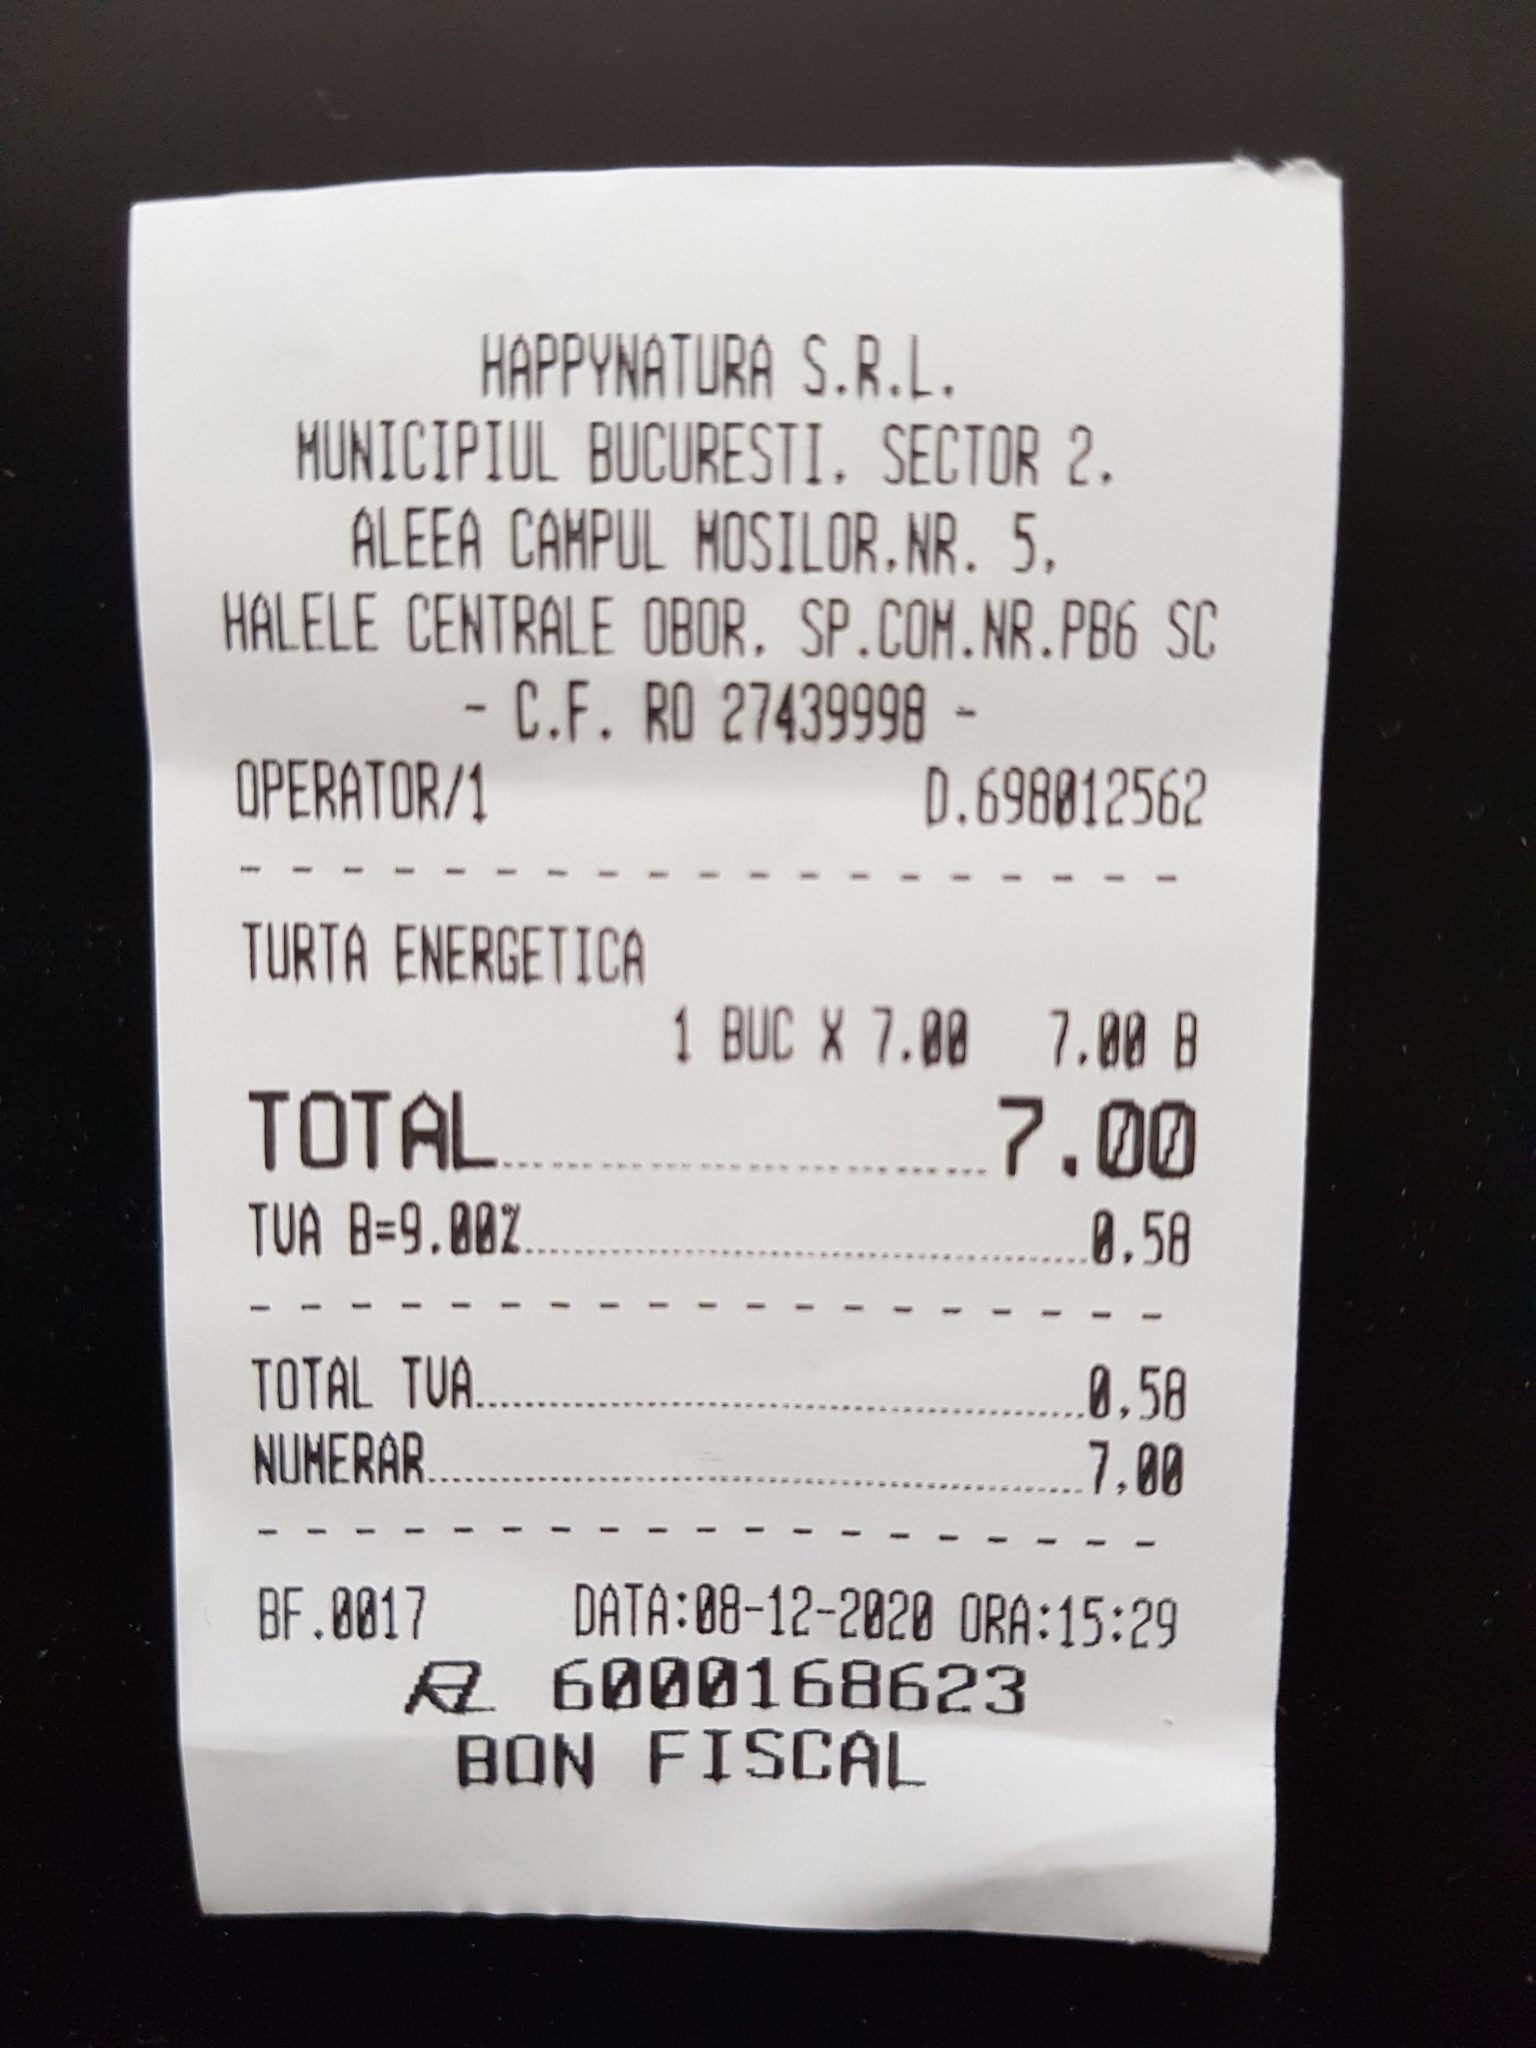 HAPPYNATURA S.R.L.
MUNICIPIUL BUCURESTI, SECTOR 2,
ALEEA CAMPUL MOSILOR,NR. 5,
HALELE CENTRALE OBOR, SP.COM.NR.PB6 SC
- C.F. RO 27439998 -
OPERATOR/1 D.698012562
TURTA ENERGETICA
1 BUC X 7.00 7.00 B
TOTAL 7.00
TVA B=9.00% 0,58
TOTAL TVA 0,58
NUMERAR 7,00
BF.0017 DATA:08-12-2020 ORA:15:29
6000168623
BON FISCAL